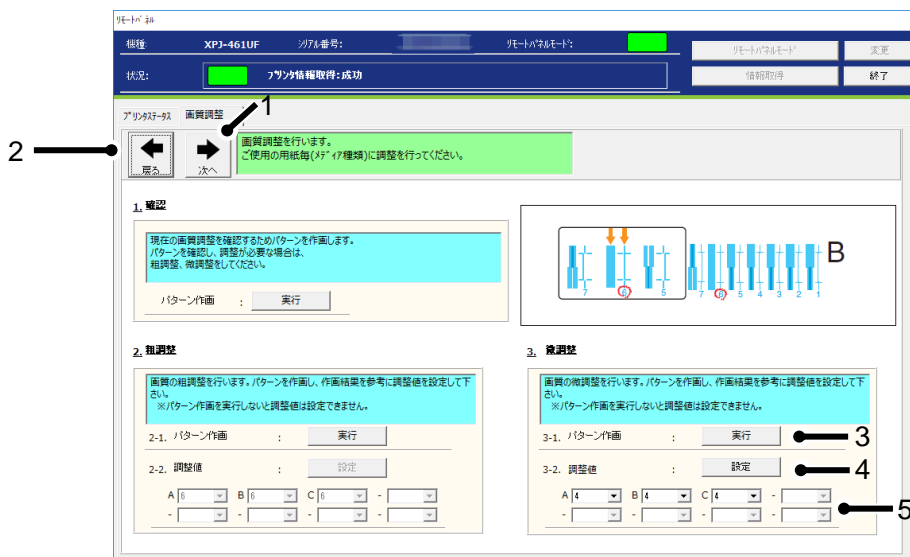 リモートパネル
機種: XPJ-461UF シリアル番号: リモートパネルモード:
リモートパネルモード 変更
状況: プリンタ情報取得:成功
情報取得 終了
プリンタステータス 画質調整
1
2
戻る 次へ
画質調整を行います。
ご使用の用紙毎(メディア種類)に調整を行ってください。
1. 確認
現在の画質調整を確認するためパターンを作画します。
パターンを確認し、調整が必要な場合は、
粗調整、微調整をしてください。
パターン作画 : 実行
B
7 6 5 7 6 5 4 3 2 1
2. 粗調整
画質の粗調整を行います。パターンを作画し、作画結果を参考に調整値を設定して下
さい。
※パターン作画を実行しないと調整値は設定できません。
2-1. パターン作画 : 実行
2-2. 調整値 : 設定
A 6 B 6 C 6 -
- - - -
3. 微調整
画質の微調整を行います。パターンを作画し、作画結果を参考に調整値を設定して下
さい。
※パターン作画を実行しないと調整値は設定できません。
3-1. パターン作画 : 実行 3
3-2. 調整値 : 設定 4
A 4 B 4 C 4 -
- - - - 5